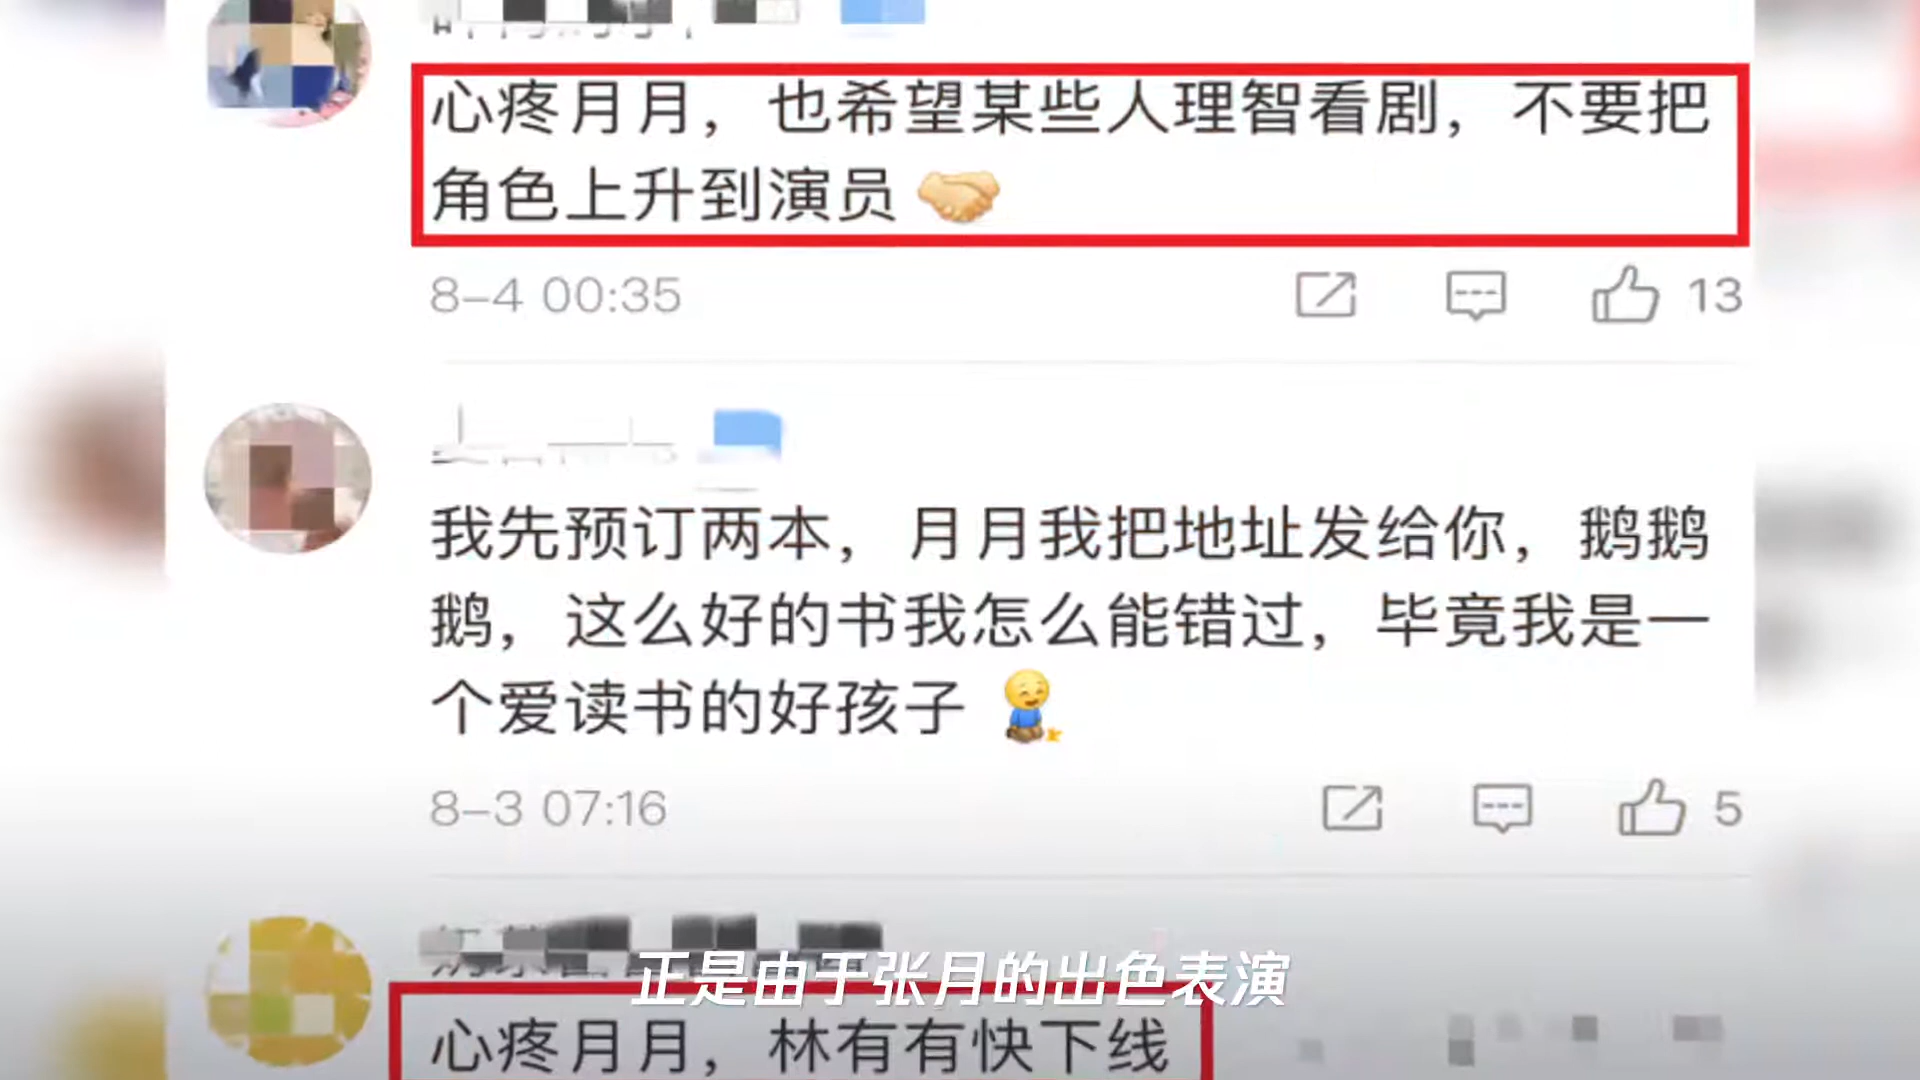 心疼月月，也希望某些人理智看剧，不要把
角色上升到演员
8-4 00:35
13
我先预订两本，月月我把地址发给你，鹅鹅
鹅，这么好的书我怎么能错过，毕竟我是一
个爱读书的好孩子
8-3 07:16
5
正是由于张月的出色表演
心疼月月，林有有快下线